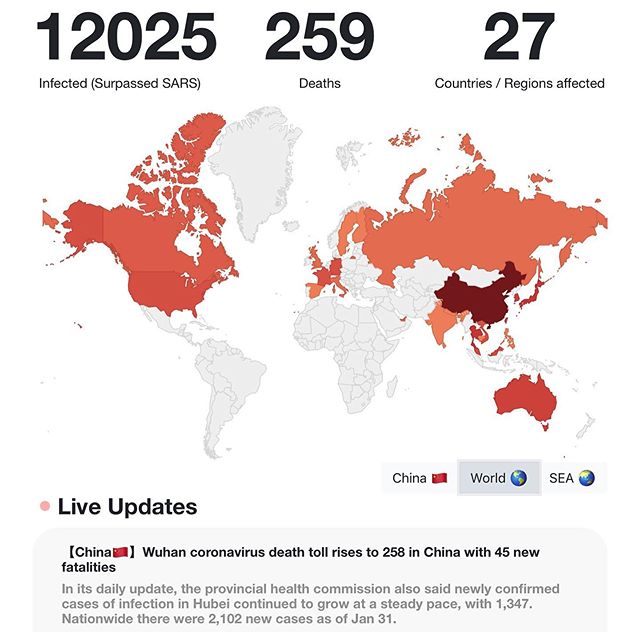 12025 259 27
Infected (Surpassed SARS) Deaths Countries / Regions affected
China 🇨🇳 World 🌎 SEA 🌏
Live Updates
【China🇨🇳】Wuhan coronavirus death toll rises to 258 in China with 45 new
fatalities
In its daily update, the provincial health commission also said newly confirmed
cases of infection in Hubei continued to grow at a steady pace, with 1,347.
Nationwide there were 2,102 new cases as of Jan 31.